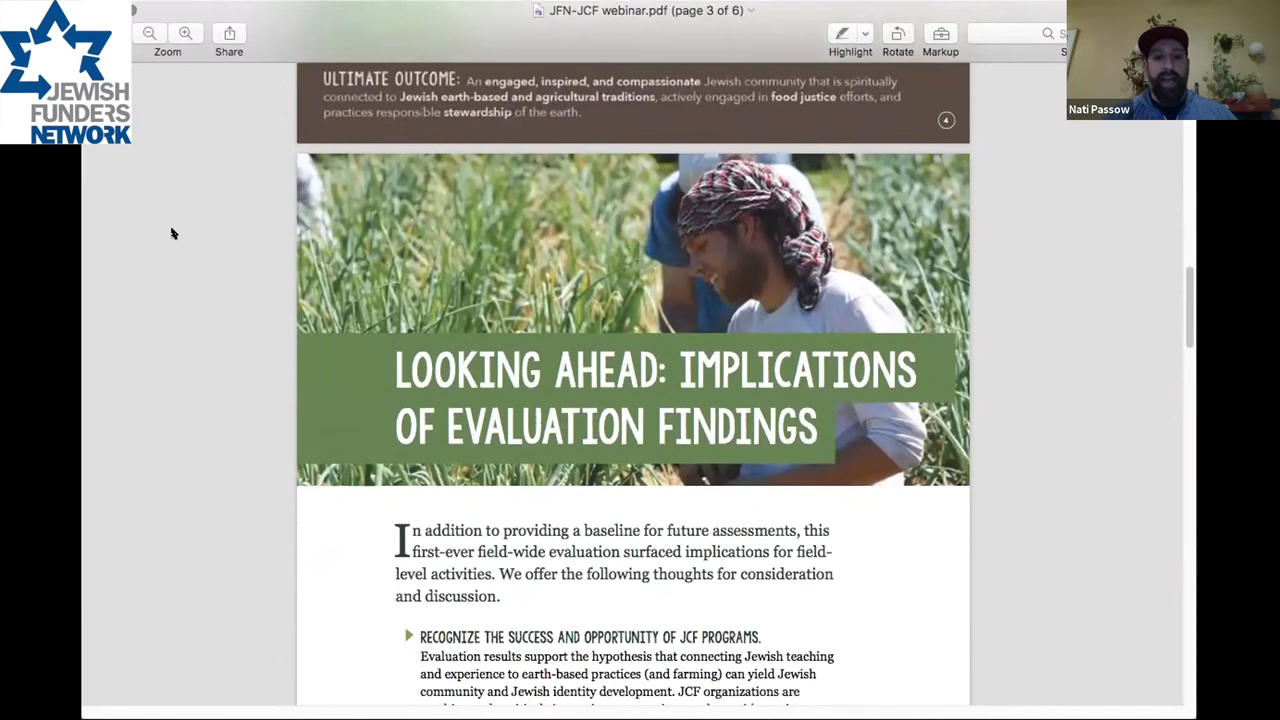 JFN-JCF webinar.pdf (page 3 of 6)
Zoom
Share
Highlight
Rotate
Markup
JEWISH
FUNDERS
NETWORK
Nati Passow
ULTIMATE OUTCOME: An engaged, inspired, and compassionate Jewish community that is spiritually
connected to Jewish earth-based and agricultural traditions, actively engaged in food justice efforts, and
practices responsible stewardship of the earth.
4
LOOKING AHEAD: IMPLICATIONS
OF EVALUATION FINDINGS
In addition to providing a baseline for future assessments, this
first-ever field-wide evaluation surfaced implications for field-
level activities. We offer the following thoughts for consideration
and discussion.
RECOGNIZE THE SUCCESS AND OPPORTUNITY OF JCF PROGRAMS.
Evaluation results support the hypothesis that connecting Jewish teaching
and experience to earth-based practices (and farming) can yield Jewish
community and Jewish identity development. JCF organizations are